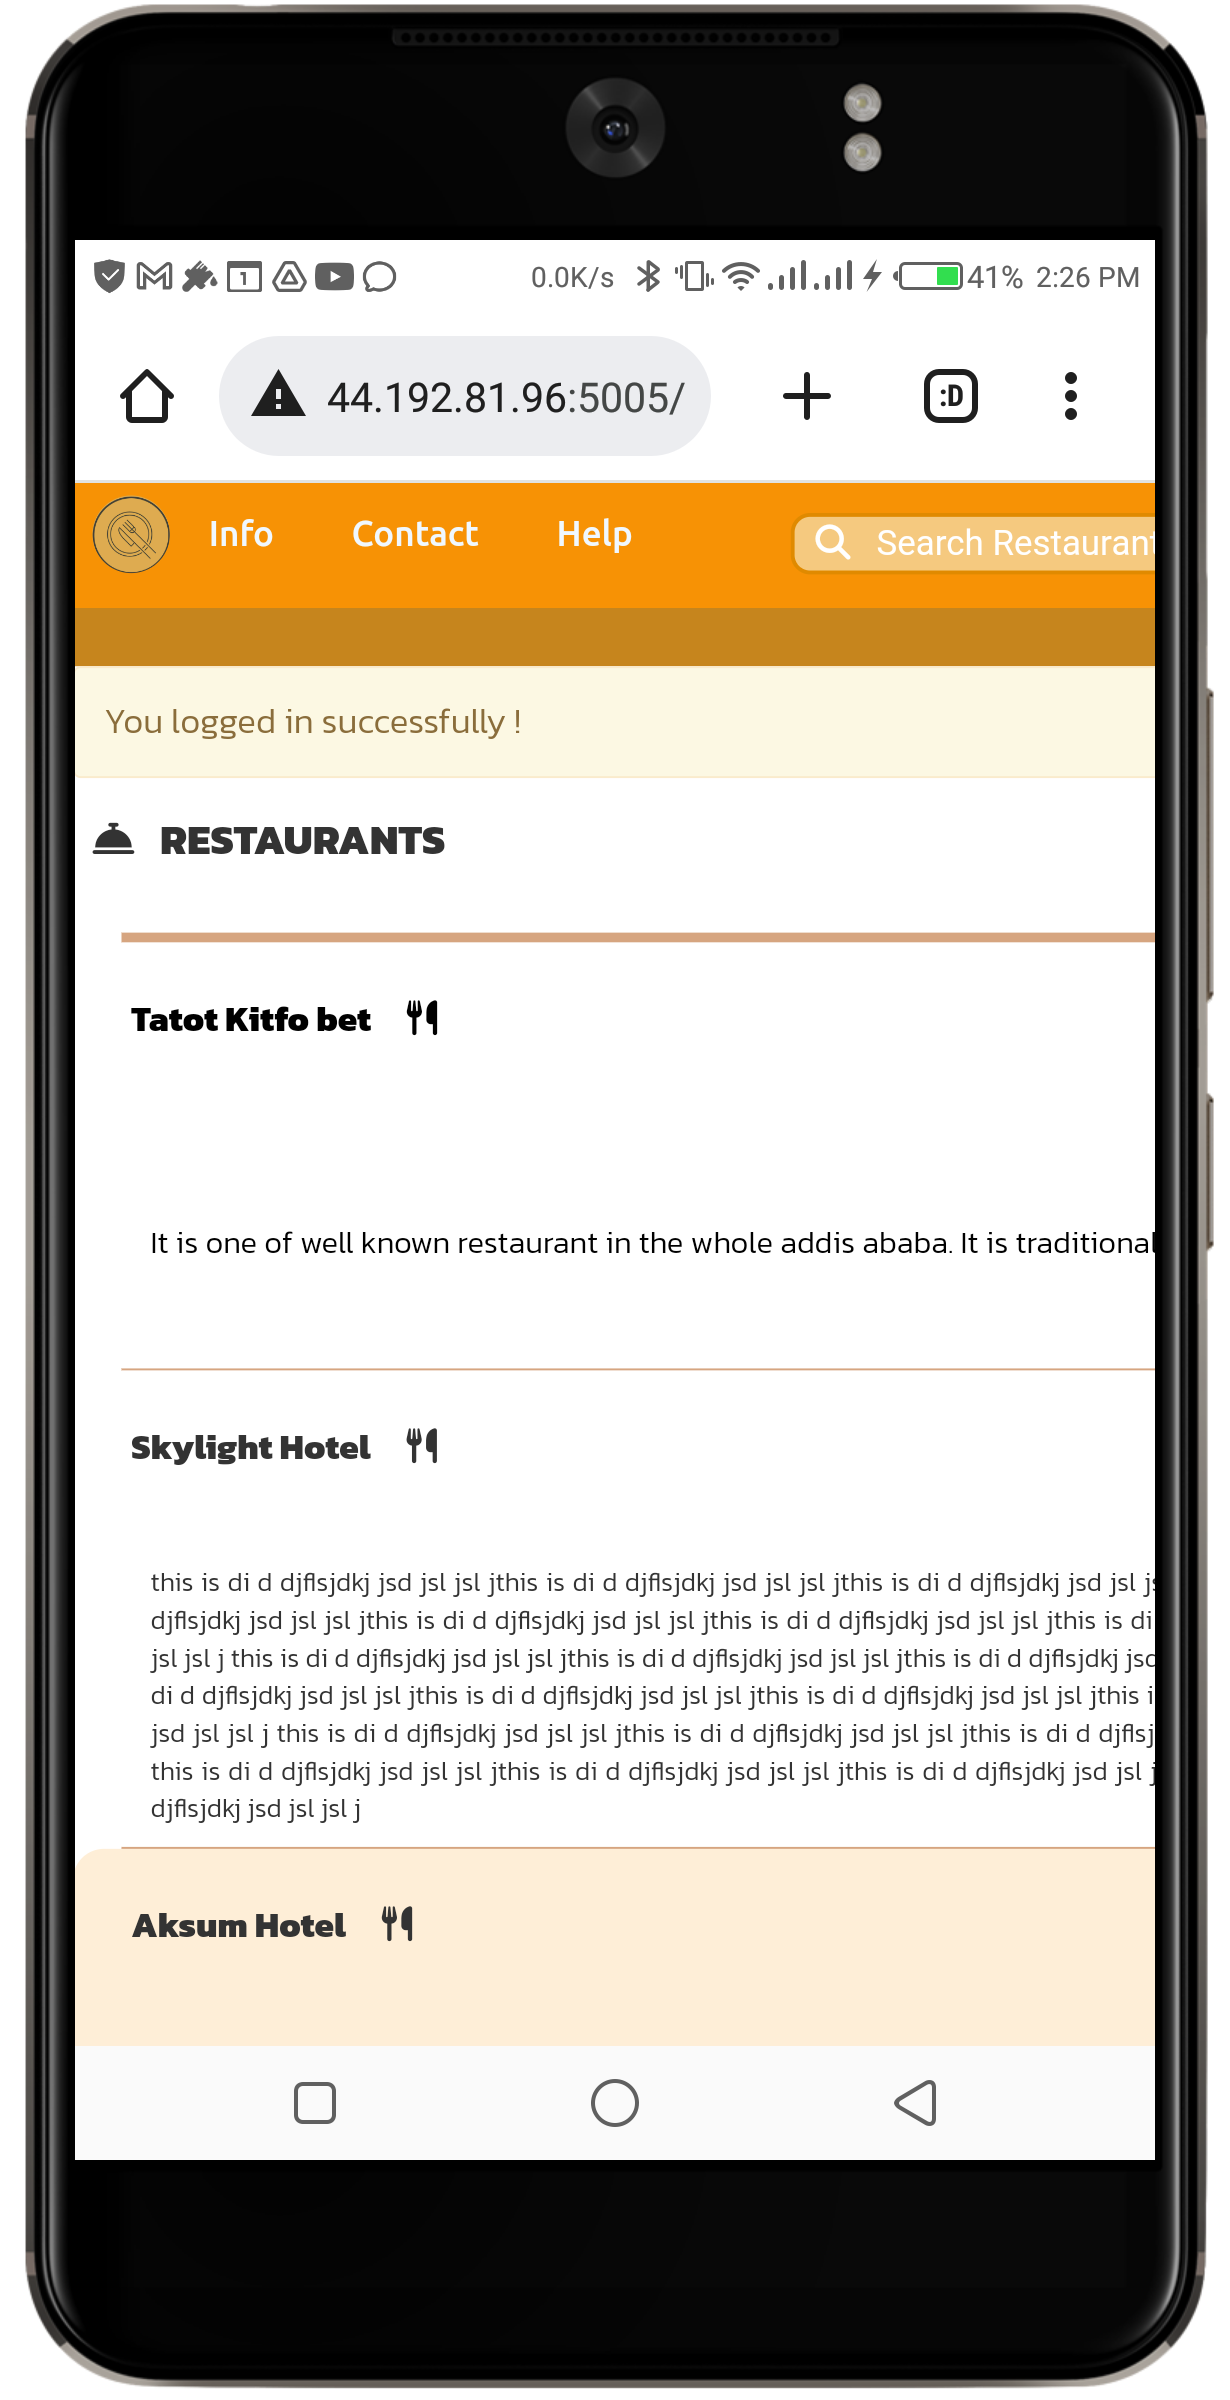 0.0K/s 41% 2:26 PM
44.192.81.96:5005/ :D
Info Contact Help Search Restaurant
You logged in successfully !
RESTAURANTS
Tatot Kitfo bet
It is one of well known restaurant in the whole addis ababa. It is traditional
Skylight Hotel
this is di d djflsjdkj jsd jsl jsl jthis is di d djflsjdkj jsd jsl jsl jthis is di d djflsjdkj jsd jsl
djflsjdkj jsd jsl jsl jthis is di d djflsjdkj jsd jsl jsl jthis is di d djflsjdkj jsd jsl jsl jthis is di
jsl jsl j this is di d djflsjdkj jsd jsl jsl jthis is di d djflsjdkj jsd jsl jsl jthis is di d djflsjdkj jsd
di d djflsjdkj jsd jsl jsl jthis is di d djflsjdkj jsd jsl jsl jthis is di d djflsjdkj jsd jsl jsl jthis i
jsd jsl jsl j this is di d djflsjdkj jsd jsl jsl jthis is di d djflsjdkj jsd jsl jsl jthis is di d djflsj
this is di d djflsjdkj jsd jsl jsl jthis is di d djflsjdkj jsd jsl jsl jthis is di d djflsjdkj jsd jsl j
djflsjdkj jsd jsl jsl j
Aksum Hotel